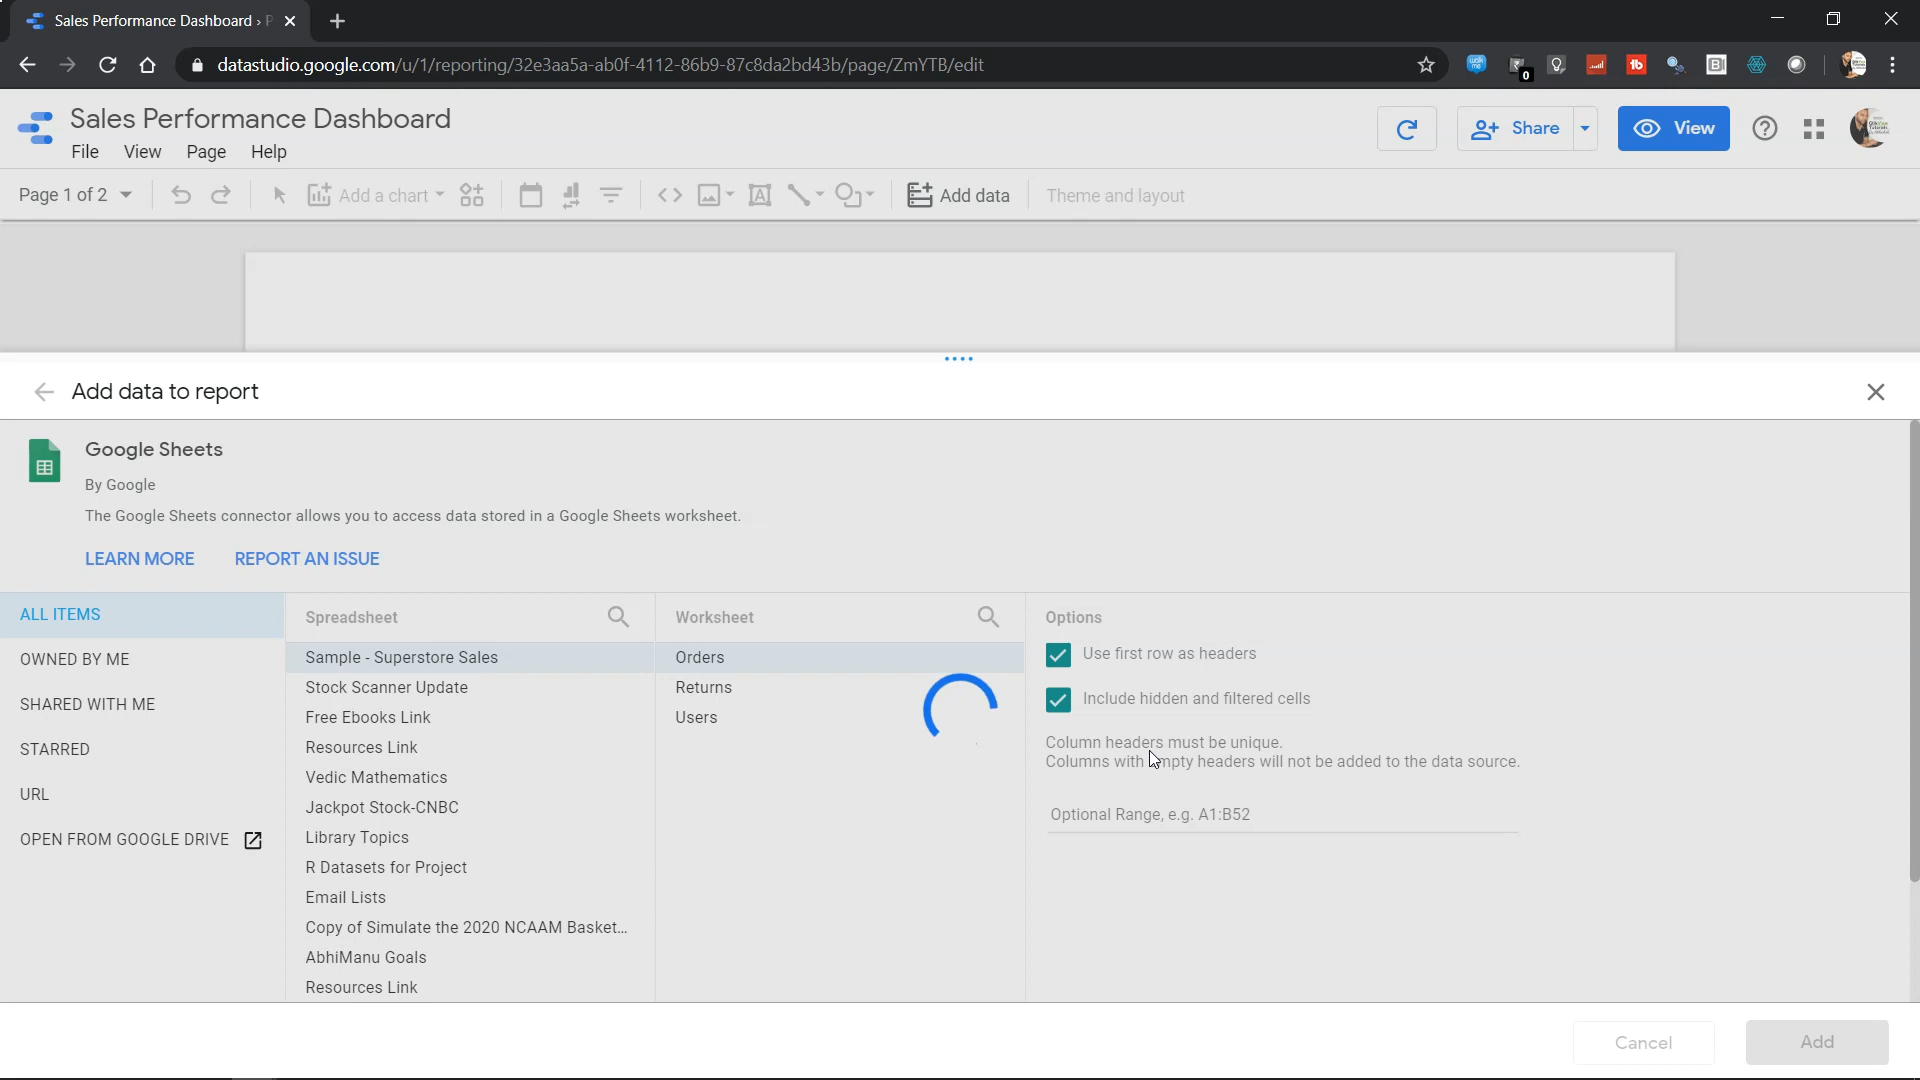 Sales Performance Dashboard › P
datastudio.google.com/u/1/reporting/32e3aa5a-ab0f-4112-86b9-87c8da2bd43b/page/ZmYTB/edit
0
Sales Performance Dashboard
File View Page Help
Share
View
Page 1 of 2
Add a chart
Add data
Theme and layout
Add data to report
Google Sheets
By Google
The Google Sheets connector allows you to access data stored in a Google Sheets worksheet.
LEARN MORE REPORT AN ISSUE
ALL ITEMS
OWNED BY ME
SHARED WITH ME
STARRED
URL
OPEN FROM GOOGLE DRIVE
Spreadsheet
Sample - Superstore Sales
Stock Scanner Update
Free Ebooks Link
Resources Link
Vedic Mathematics
Jackpot Stock-CNBC
Library Topics
R Datasets for Project
Email Lists
Copy of Simulate the 2020 NCAAM Basket...
AbhiManu Goals
Resources Link
Worksheet
Orders
Returns
Users
Options
Use first row as headers
Include hidden and filtered cells
Column headers must be unique.
Columns with empty headers will not be added to the data source.
Optional Range, e.g. A1:B52
Cancel
Add